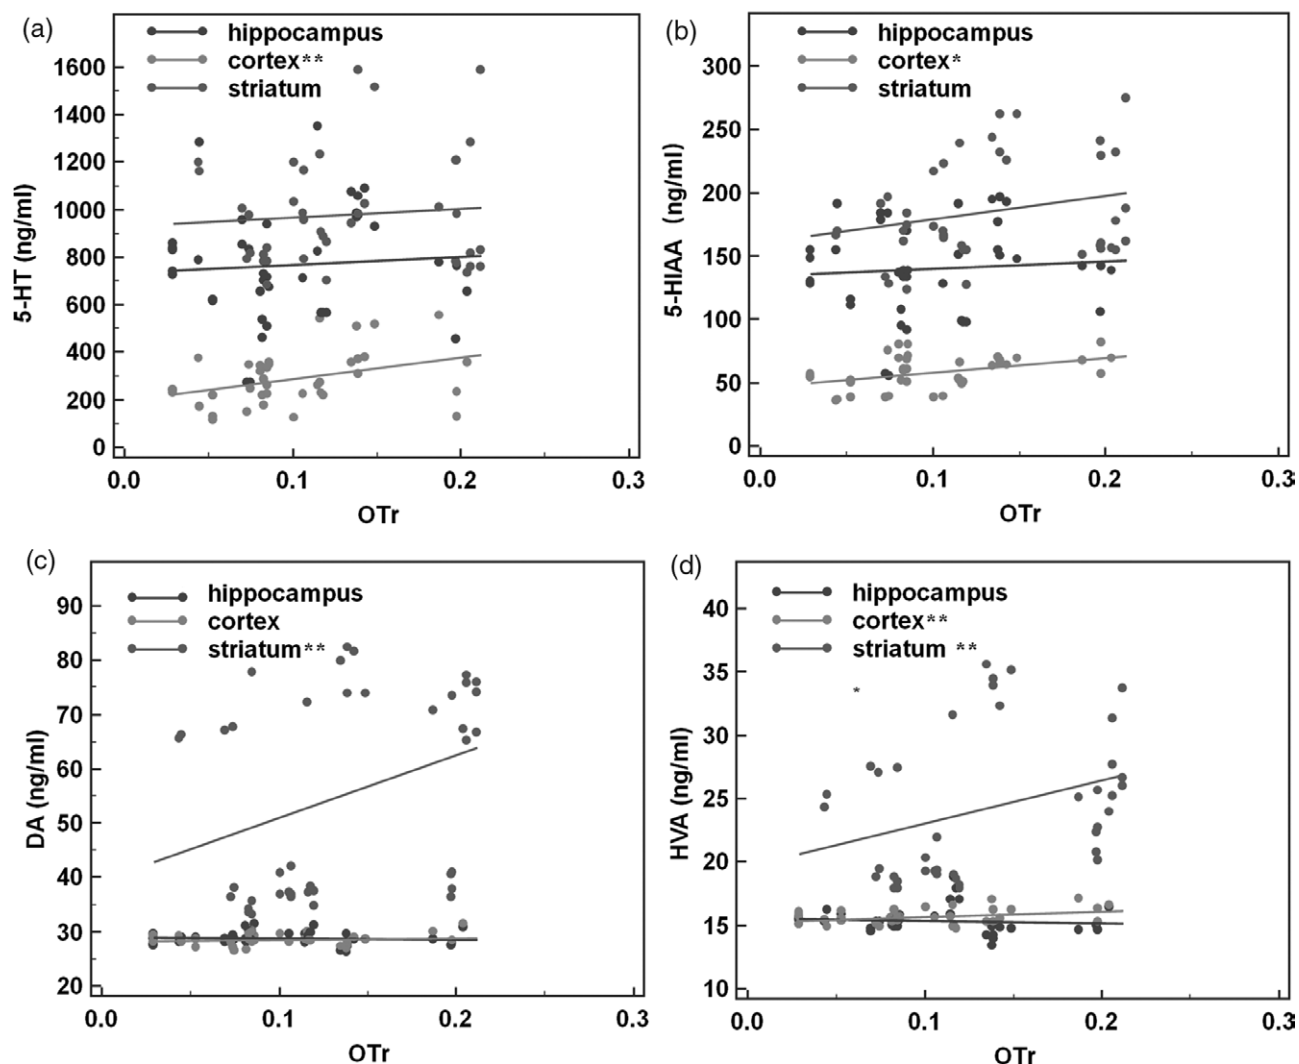 (a)
hippocampus
cortex**
striatum
1600
1400
1200
1000
800
600
400
200
0
5-HT (ng/ml)
0.0 0.1 0.2 0.3
OTr
(b)
hippocampus
cortex*
striatum
300
250
200
150
100
50
0
5-HIAA (ng/ml)
0.0 0.1 0.2 0.3
OTr
(c)
hippocampus
cortex
striatum**
90
80
70
60
50
40
30
20
DA (ng/ml)
0.0 0.1 0.2 0.3
OTr
(d)
hippocampus
cortex**
striatum **
*
40
35
30
25
20
15
10
HVA (ng/ml)
0.0 0.1 0.2 0.3
OTr